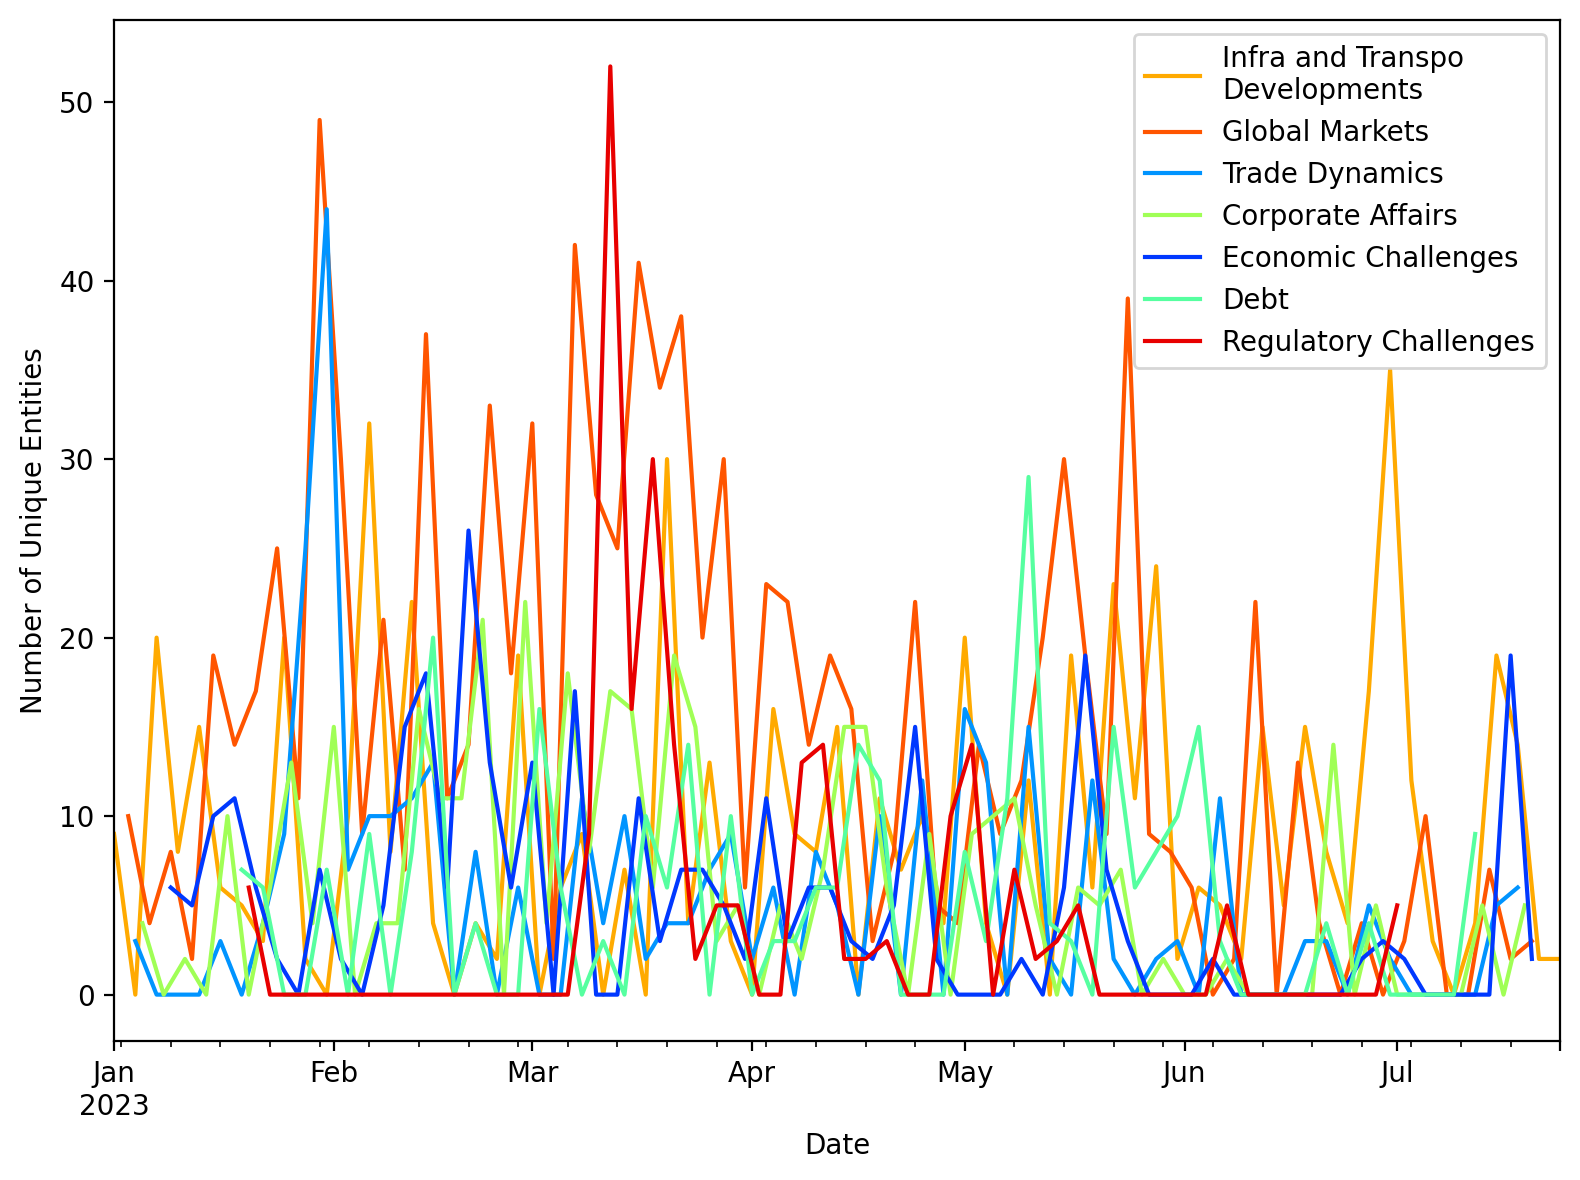 Infra and Transpo
Developments
Global Markets
Trade Dynamics
Corporate Affairs
Economic Challenges
Debt
Regulatory Challenges
Number of Unique Entities
50
40
30
20
10
0
Jan Feb Mar Apr May Jun Jul
2023
Date